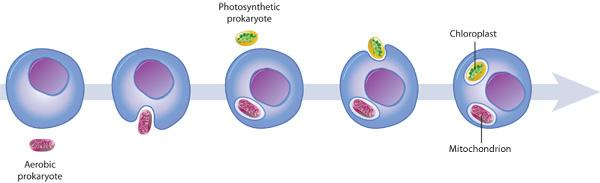 Photosynthetic
prokaryote
Chloroplast
Aerobic
prokaryote
Mitochondrion